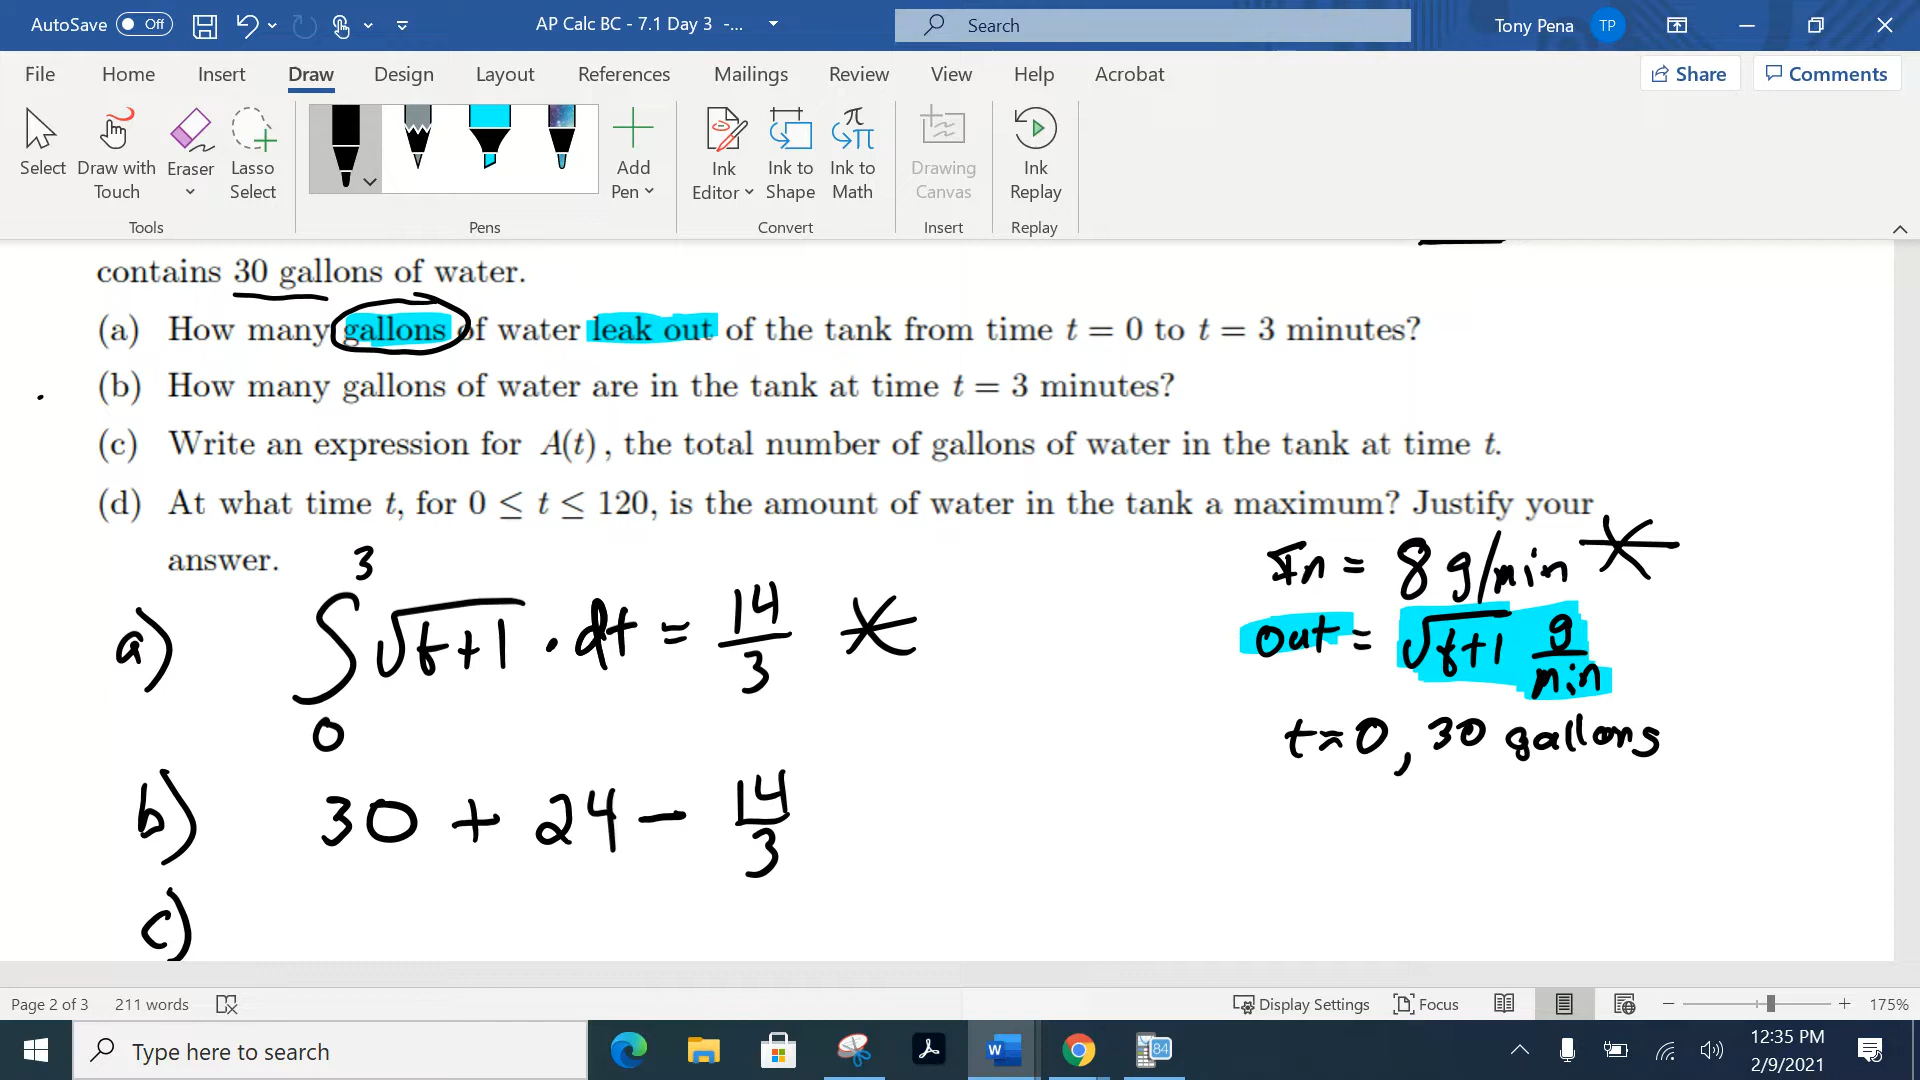 AutoSave Off AP Calc BC - 7.1 Day 3 -... Search Tony Pena TP
File Home Insert Draw Design Layout References Mailings Review View Help Acrobat Share Comments
Select Draw with Touch Eraser Lasso Select Add Pen Ink Editor Ink to Shape Ink to Math Drawing Canvas Ink Replay
Tools Pens Convert Insert Replay
contains 30 gallons of water.
(a) How many gallons of water leak out of the tank from time t = 0 to t = 3 minutes?
(b) How many gallons of water are in the tank at time t = 3 minutes?
(c) Write an expression for A(t), the total number of gallons of water in the tank at time t.
(d) At what time t, for 0 ≤ t ≤ 120, is the amount of water in the tank a maximum? Justify your
answer.
In = 8 g/min
a) ∫₀³ √t+1 · dt = 14/3
out = √t+1 g/min
t=0, 30 gallons
b) 30 + 24 - 14/3
c)
Page 2 of 3 211 words Display Settings Focus 175%
Type here to search W 84 12:35 PM
2/9/2021